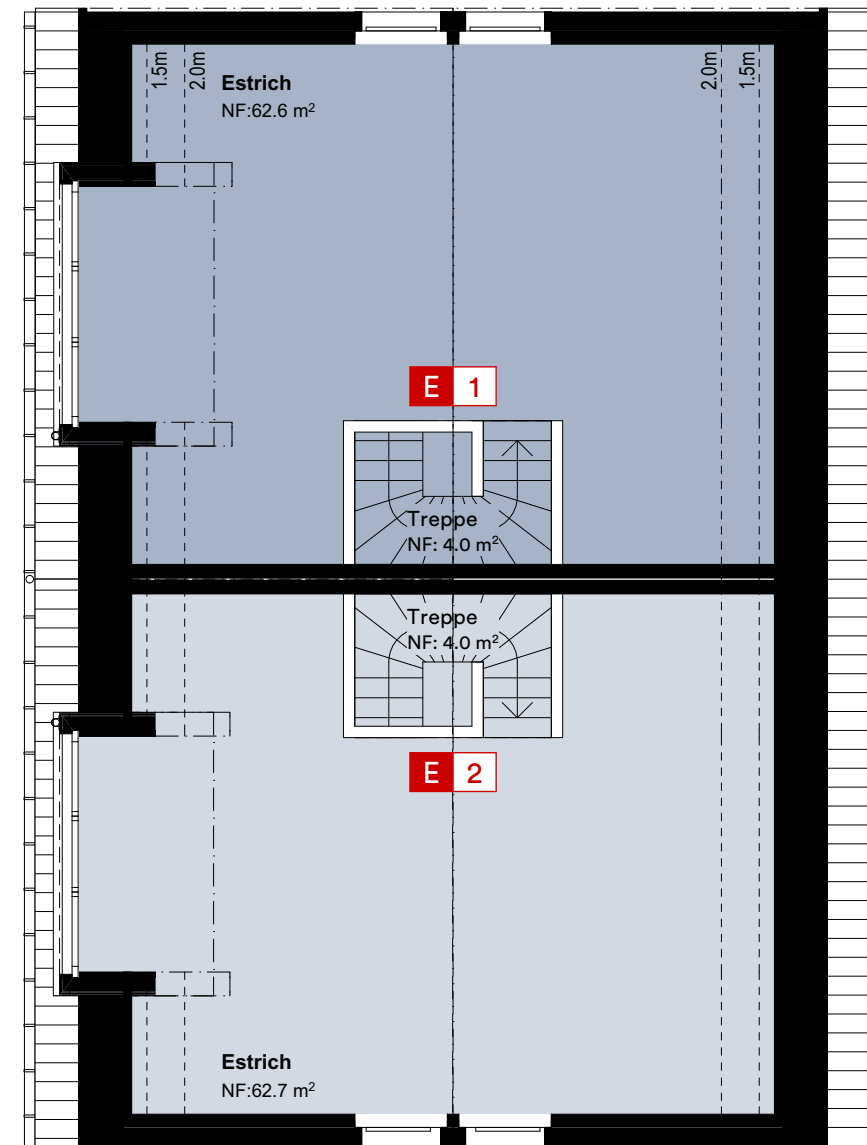 1.5m
2.0m
Estrich
NF:62.6 m²
2.0m
1.5m
E 1
Treppe
NF: 4.0 m²
Treppe
NF: 4.0 m²
E 2
Estrich
NF:62.7 m²